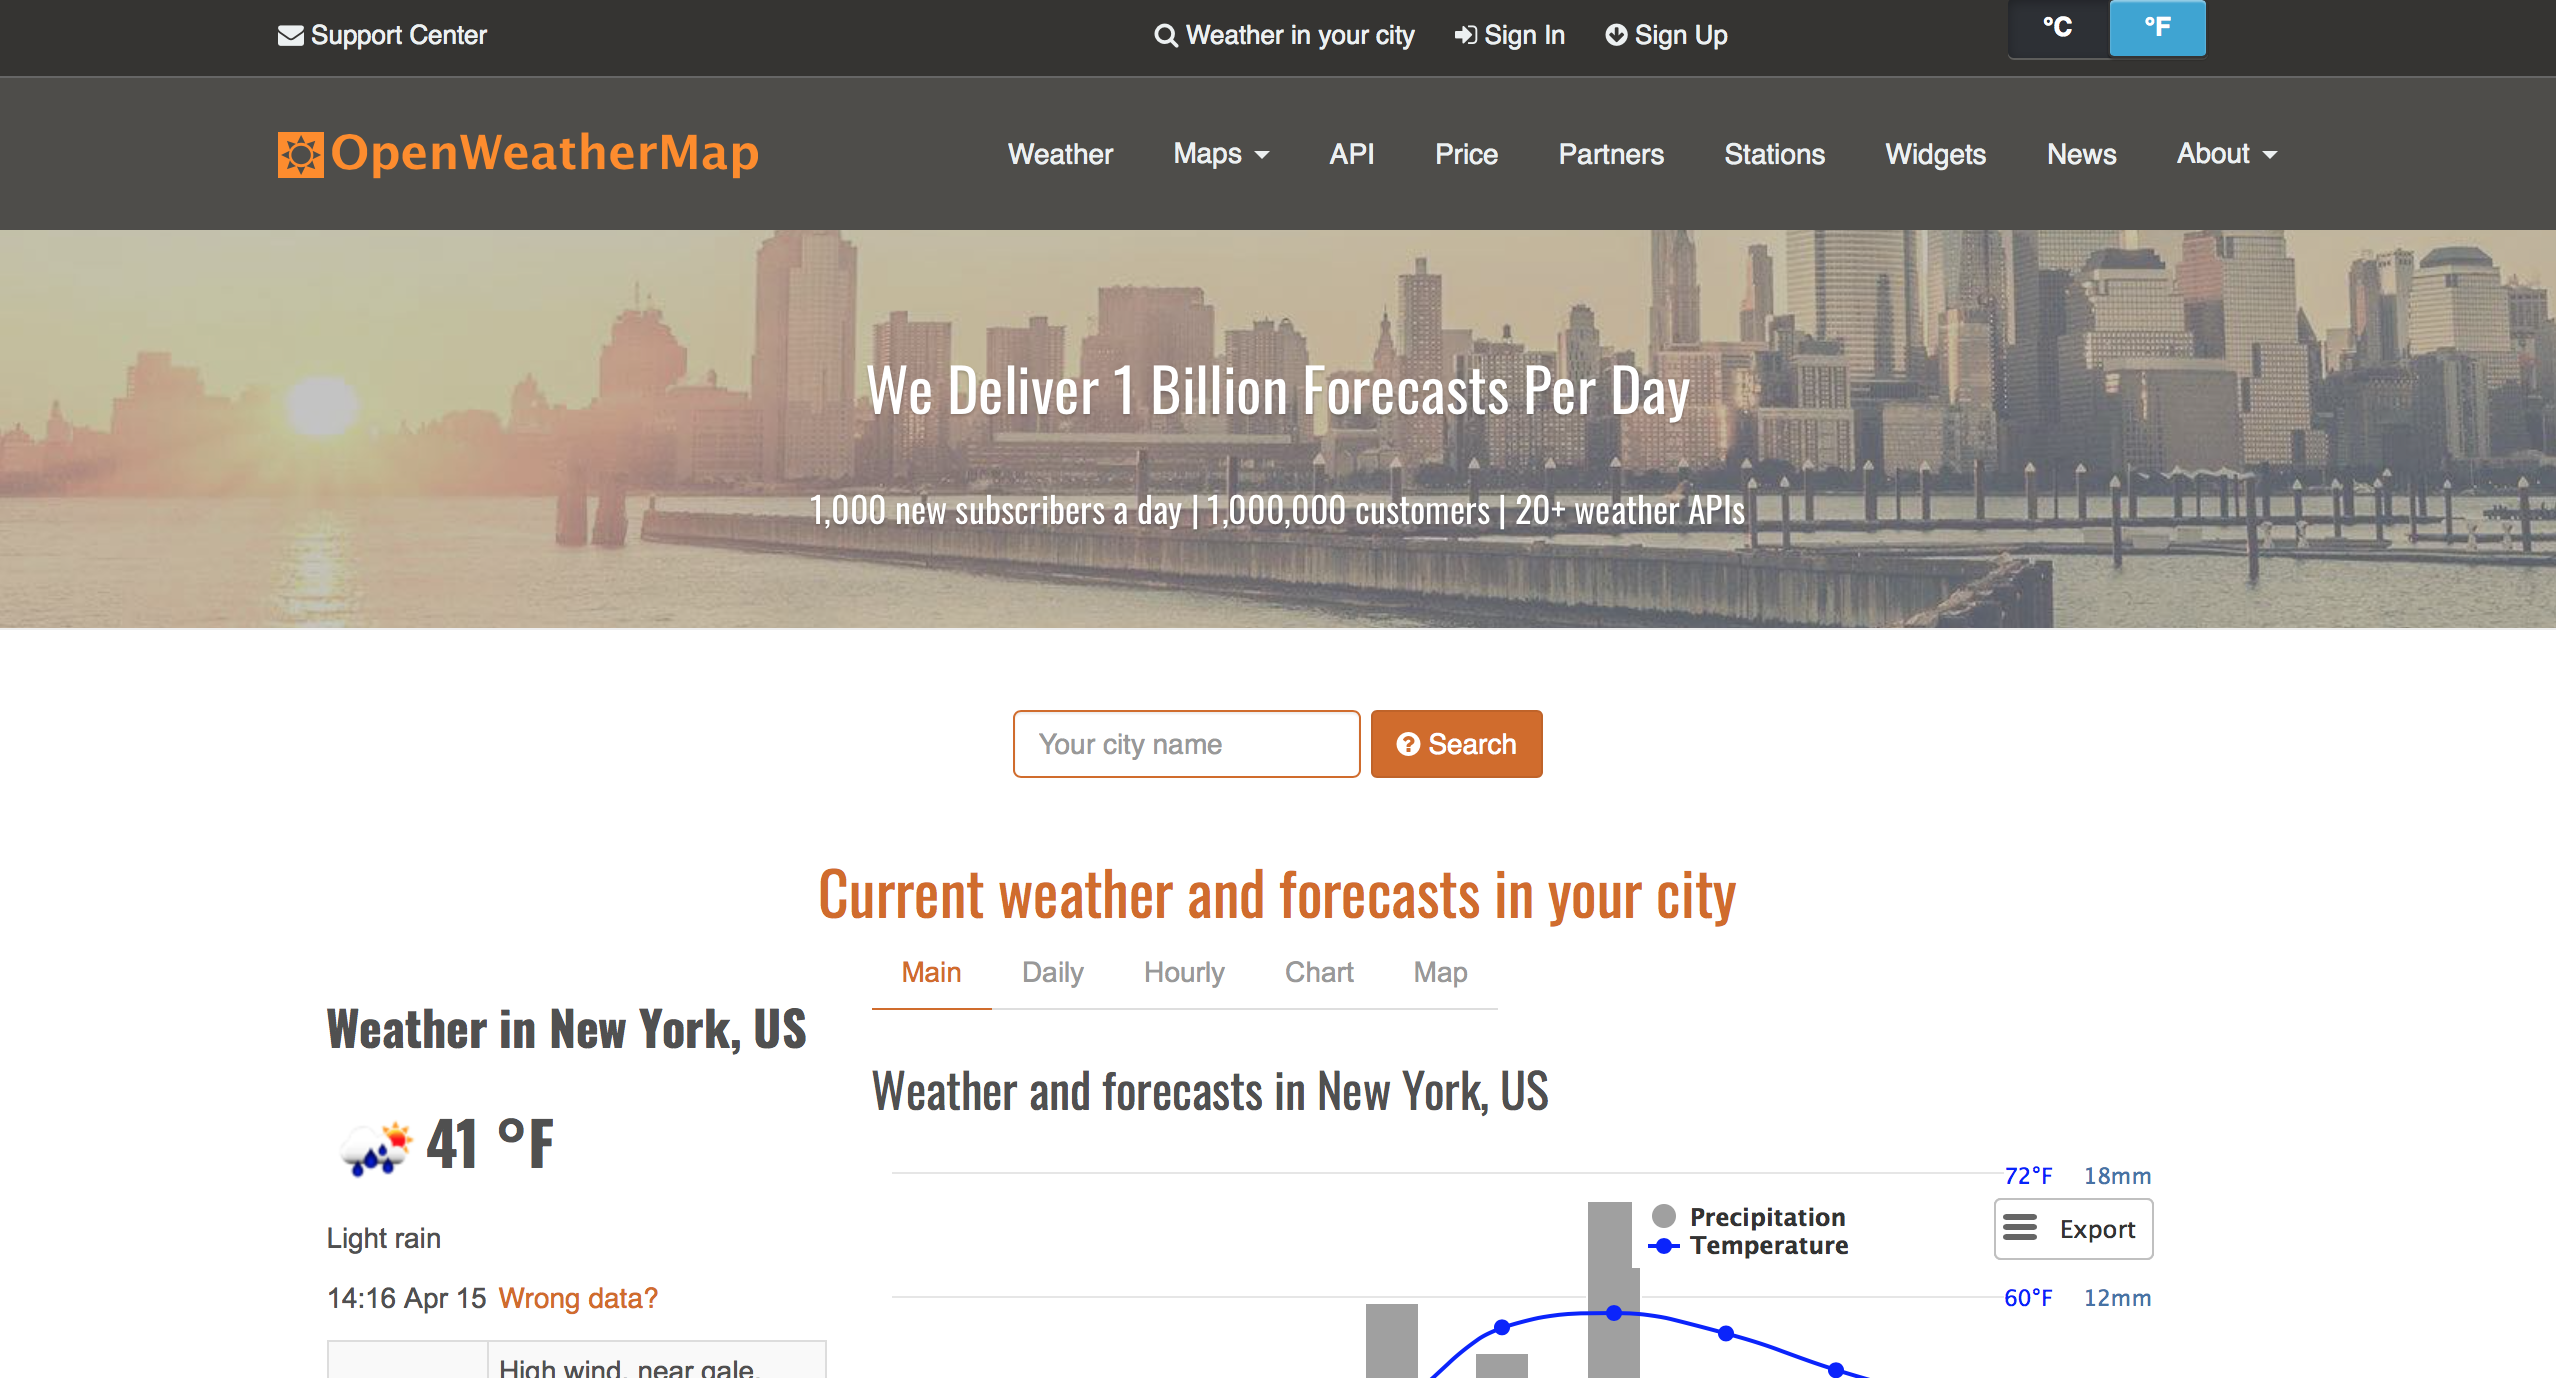 Support Center
Weather in your city
Sign In
Sign Up
°C
°F
OpenWeatherMap
Weather
Maps
API
Price
Partners
Stations
Widgets
News
About
We Deliver 1 Billion Forecasts Per Day
1,000 new subscribers a day | 1,000,000 customers | 20+ weather APIs
Your city name
Search
Current weather and forecasts in your city
Main
Daily
Hourly
Chart
Map
Weather in New York, US
41 °F
Light rain
14:16 Apr 15 Wrong data?
High wind, near gale,
Weather and forecasts in New York, US
72°F 18mm
Precipitation
Temperature
Export
60°F 12mm